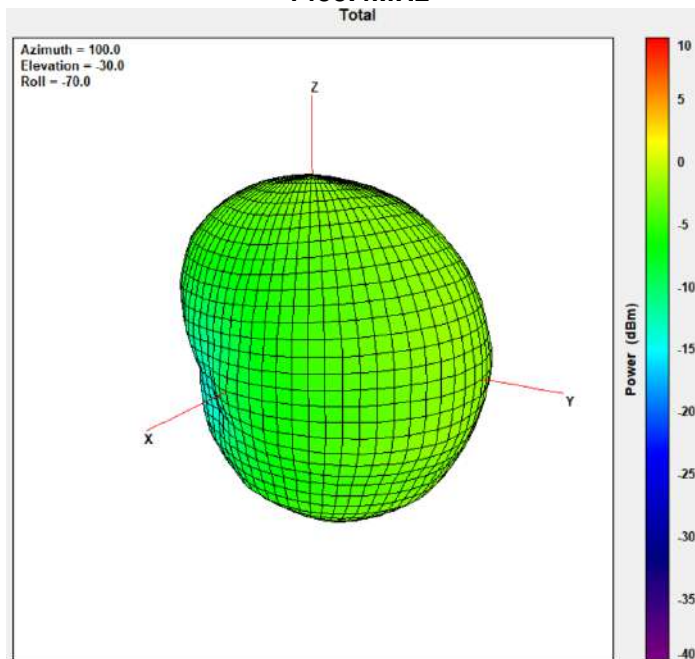 Total
Azimuth = 100.0
Elevation = -30.0
Roll = -70.0
Z
X
Y
10
5
0
-5
-10
-15
-20
-25
-30
-35
-40
Power (dBm)